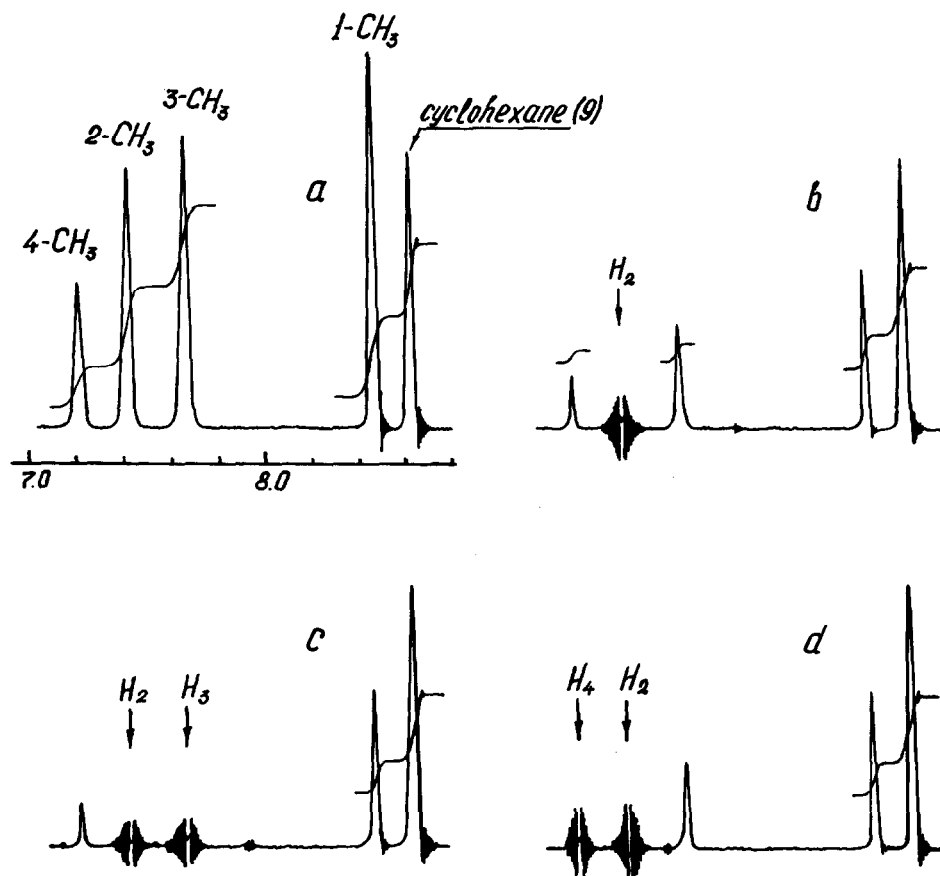 1-CH₃
3-CH₃
cyclohexane (9)
2-CH₃
a
b
4-CH₃
H₂
7.0 8.0
c
d
H₂ H₃
H₄ H₂